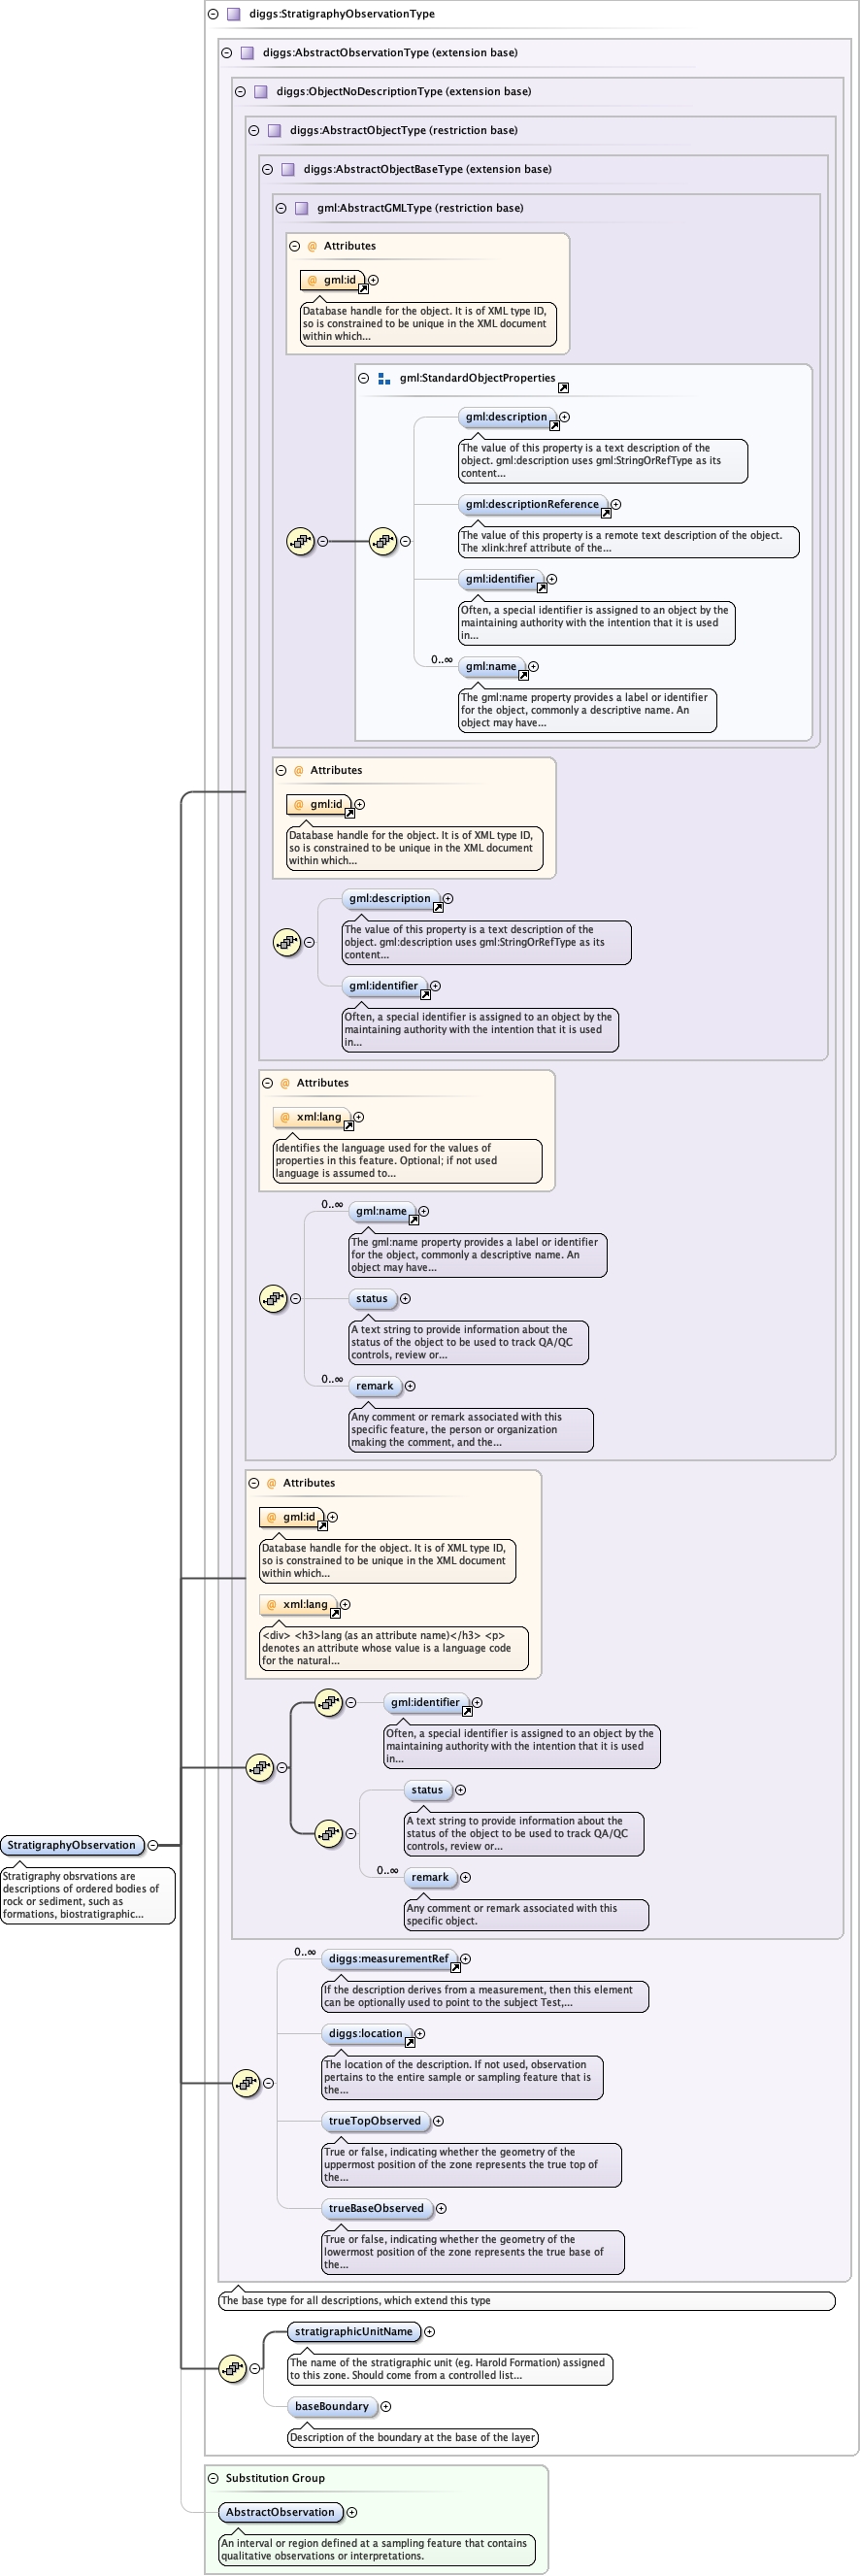 diggs:StratigraphyObservationType
diggs:AbstractObservationType (extension base)
diggs:ObjectNoDescriptionType (extension base)
diggs:AbstractObjectType (restriction base)
diggs:AbstractObjectBaseType (extension base)
gml:AbstractGMLType (restriction base)
@ Attributes
@ gml:id
Database handle for the object. It is of XML type ID,
so is constrained to be unique in the XML document
within which...
gml:StandardObjectProperties
gml:description
The value of this property is a text description of the
object. gml:description uses gml:StringOrRefType as its
content...
gml:descriptionReference
The value of this property is a remote text description of the object.
The xlink:href attribute of the...
gml:identifier
Often, a special identifier is assigned to an object by the
maintaining authority with the intention that it is used
in...
0..∞
gml:name
The gml:name property provides a label or identifier
for the object, commonly a descriptive name. An
object may have...
@ Attributes
@ gml:id
Database handle for the object. It is of XML type ID,
so is constrained to be unique in the XML document
within which...
gml:description
The value of this property is a text description of the
object. gml:description uses gml:StringOrRefType as its
content...
gml:identifier
Often, a special identifier is assigned to an object by the
maintaining authority with the intention that it is used
in...
@ Attributes
@ xml:lang
Identifies the language used for the values of
properties in this feature. Optional; if not used
language is assumed to...
0..∞
gml:name
The gml:name property provides a label or identifier
for the object, commonly a descriptive name. An
object may have...
status
A text string to provide information about the
status of the object to be used to track QA/QC
controls, review or...
0..∞
remark
Any comment or remark associated with this
specific feature, the person or organization
making the comment, and the...
@ Attributes
@ gml:id
Database handle for the object. It is of XML type ID,
so is constrained to be unique in the XML document
within which...
@ xml:lang
<div> <h3>lang (as an attribute name)</h3> <p>
denotes an attribute whose value is a language code
for the natural...
gml:identifier
Often, a special identifier is assigned to an object by the
maintaining authority with the intention that it is used
in...
status
A text string to provide information about the
status of the object to be used to track QA/QC
controls, review or...
0..∞
remark
Any comment or remark associated with this
specific object.
StratigraphyObservation
Stratigraphy obsrvations are
descriptions of ordered bodies of
rock or sediment, such as
formations, biostratigraphic...
0..∞
diggs:measurementRef
If the description derives from a measurement, then this element
can be optionally used to point to the subject Test,...
diggs:location
The location of the description. If not used, observation
pertains to the entire sample or sampling feature that is
the...
trueTopObserved
True or false, indicating whether the geometry of the
uppermost position of the zone represents the true top of
the...
trueBaseObserved
True or false, indicating whether the geometry of the
lowermost position of the zone represents the true base of
the...
The base type for all descriptions, which extend this type
stratigraphicUnitName
The name of the stratigraphic unit (eg. Harold Formation) assigned
to this zone. Should come from a controlled list...
baseBoundary
Description of the boundary at the base of the layer
Substitution Group
AbstractObservation
An interval or region defined at a sampling feature that contains
qualitative observations or interpretations.